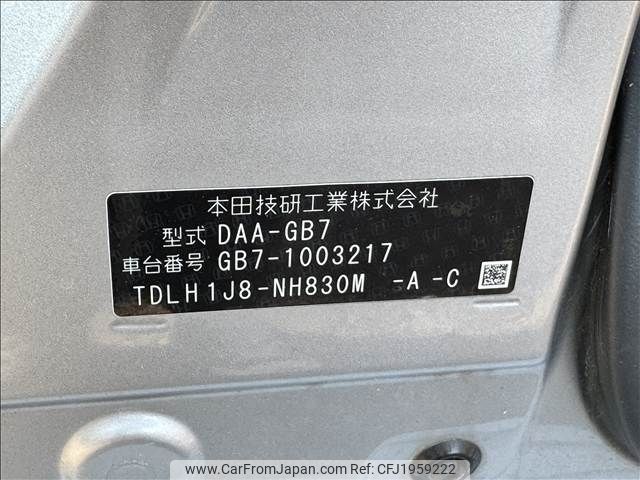 本田技研工業株式会社
型式 DAA-GB7
車台番号 GB7-1003217
TDLH1J8-NH830M -A -C
www.CarFromJapan.com CFJ1959222